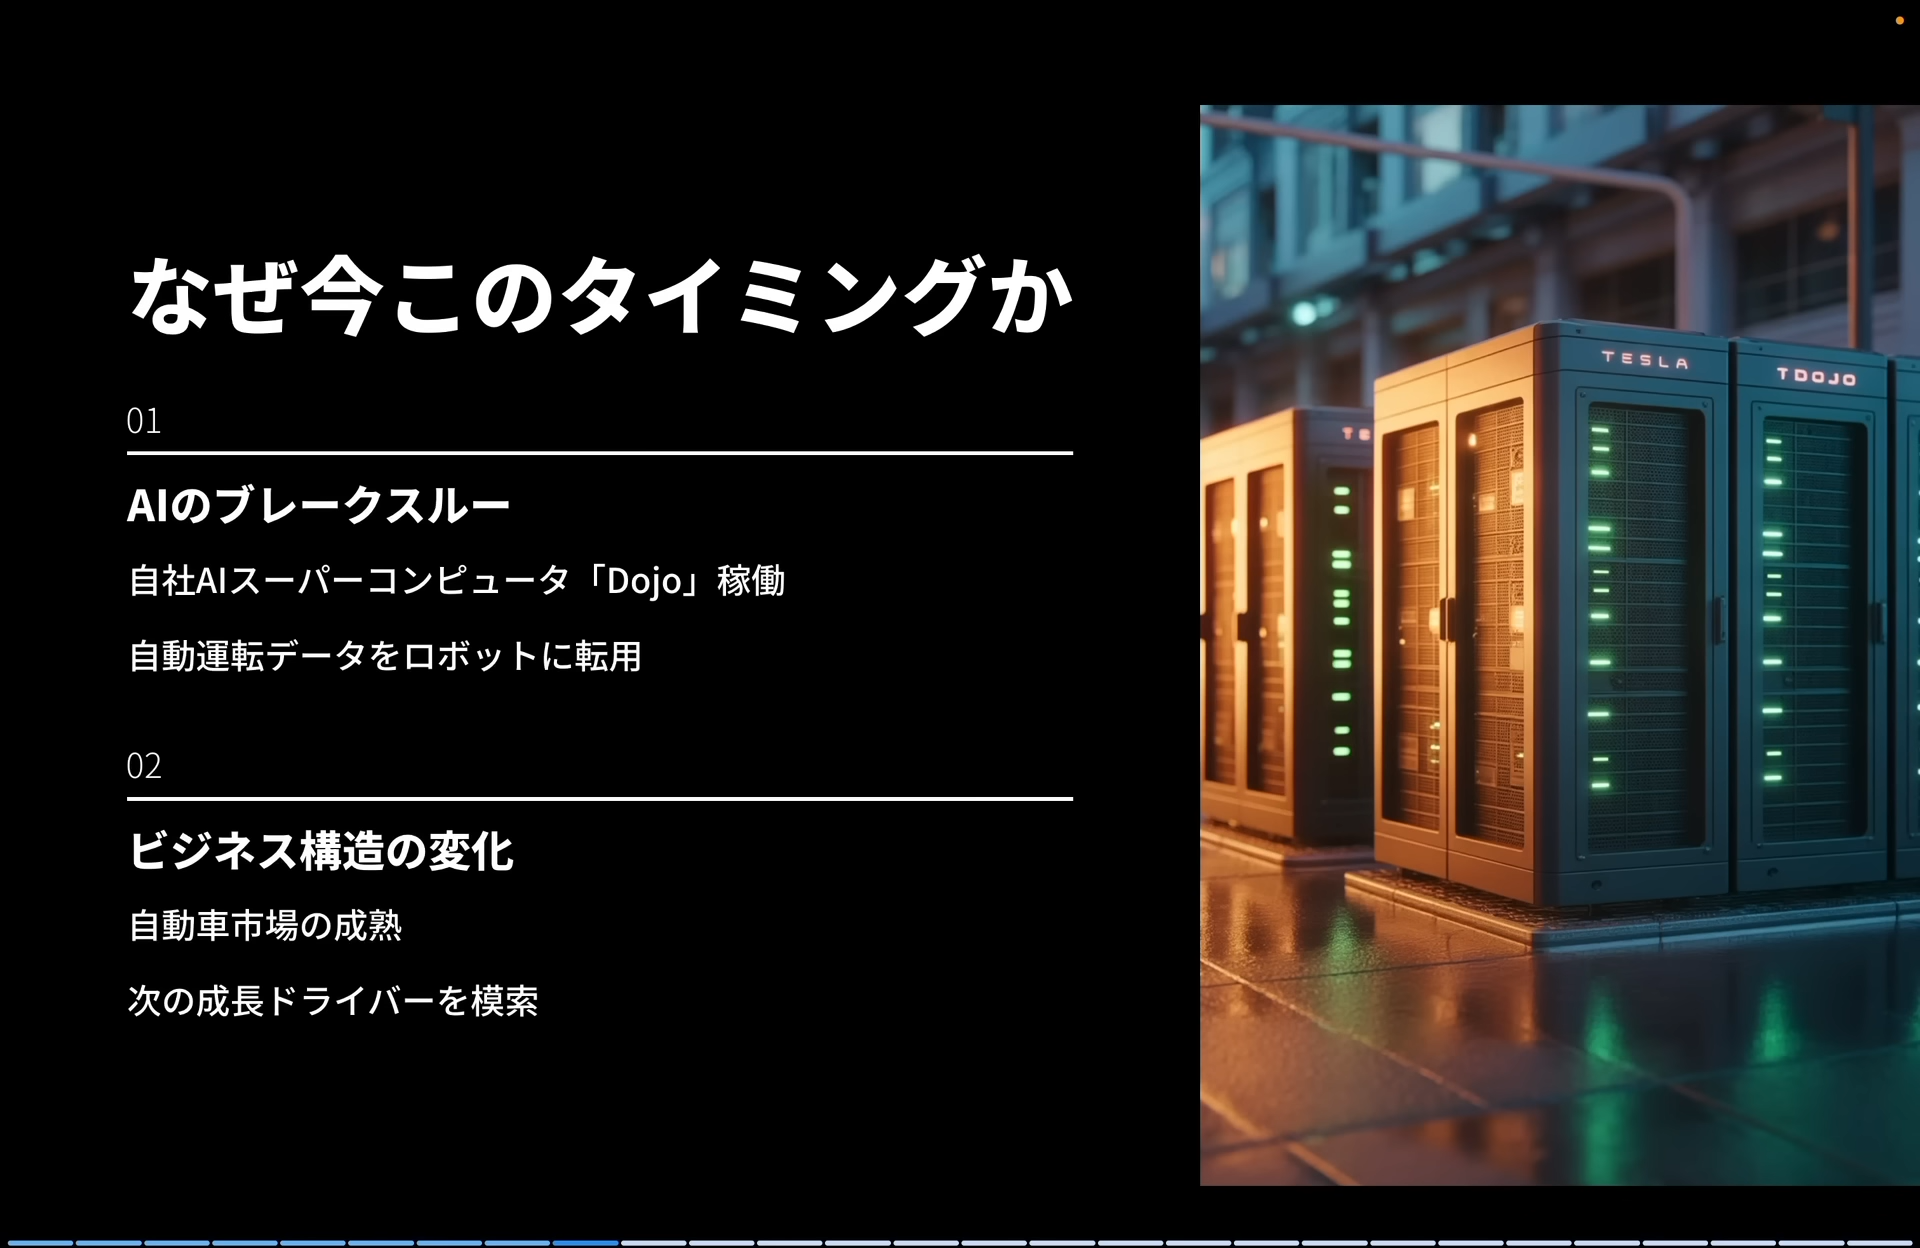 なぜ今このタイミングか
01
AIのブレークスルー
自社AIスーパーコンピュータ「Dojo」稼働
自動運転データをロボットに転用
02
ビジネス構造の変化
自動車市場の成熟
次の成長ドライバーを模索
TESLA
TDOJO
TE